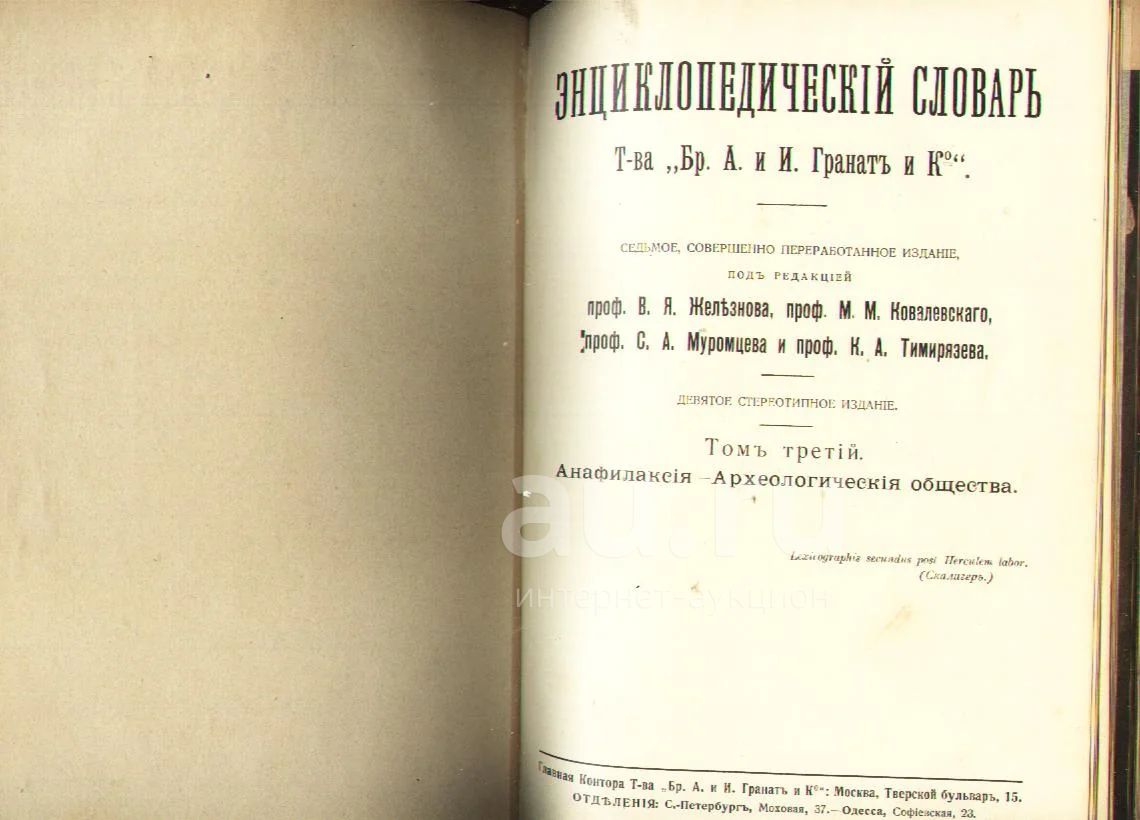 ЭНЦИКЛОПЕДИЧЕСКІЙ СЛОВАРЬ
Т-ва „Бр. А. и И. Гранатъ и Кº“.
СЕДЬМОЕ, СОВЕРШЕННО ПЕРЕРАБОТАННОЕ ИЗДАНІЕ,
ПОДЪ РЕДАКЦІЕЙ
проф. В. Я. Желѣзнова, проф. М. М. Ковалевскаго,
проф. С. А. Муромцева и проф. К. А. Тимирязева.
ДЕВЯТОЕ СТЕРЕОТИПНОЕ ИЗДАНІЕ.
Томъ третій.
Анафилаксія—Археологическія общества.
au.ru
Lexicographis secundus post Herculem labor.
(Скалигеръ.)
интернет-аукцион
Главная Контора Т-ва „Бр. А. и И. Гранатъ и Кº“: Москва, Тверской бульваръ, 15.
ОТДѢЛЕНІЯ: С.-Петербургъ, Моховая, 37.—Одесса, Софіевская, 23.